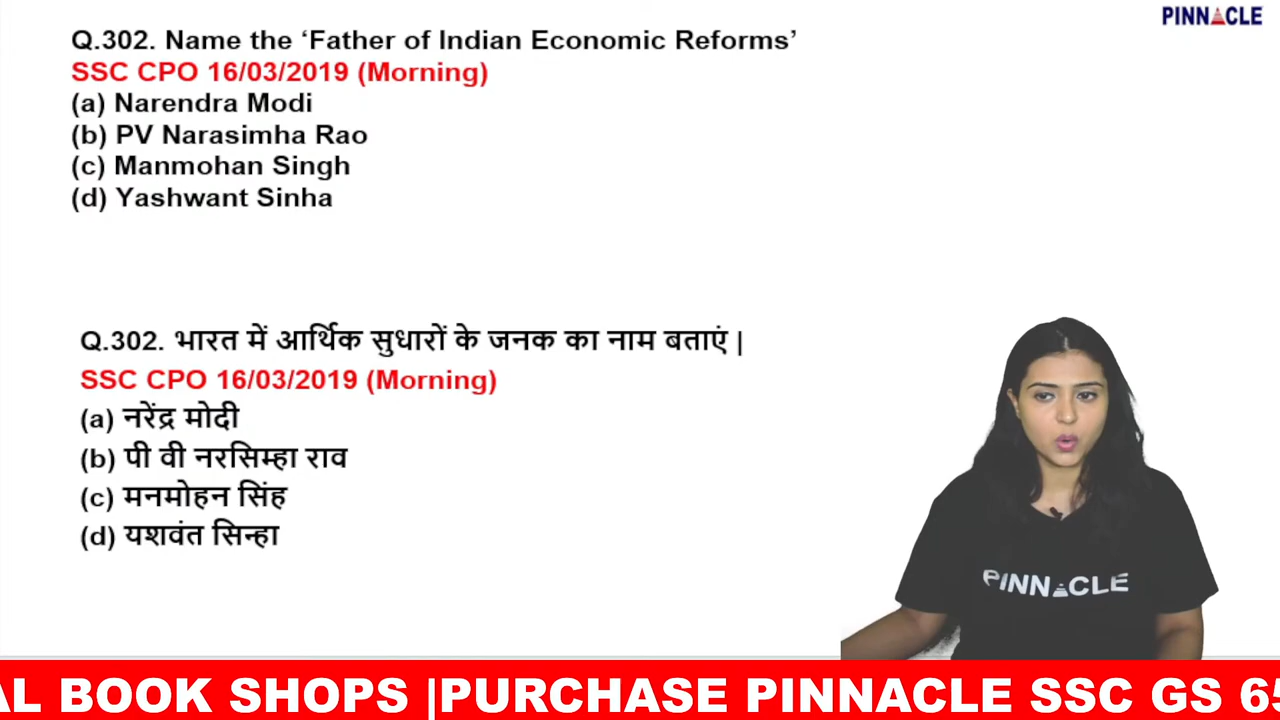 PINNACLE
Q.302. Name the ‘Father of Indian Economic Reforms’
SSC CPO 16/03/2019 (Morning)
(a) Narendra Modi
(b) PV Narasimha Rao
(c) Manmohan Singh
(d) Yashwant Sinha
Q.302. भारत में आर्थिक सुधारों के जनक का नाम बताएं |
SSC CPO 16/03/2019 (Morning)
(a) नरेंद्र मोदी
(b) पी वी नरसिम्हा राव
(c) मनमोहन सिंह
(d) यशवंत सिन्हा
PINNACLE
AL BOOK SHOPS |PURCHASE PINNACLE SSC GS 65